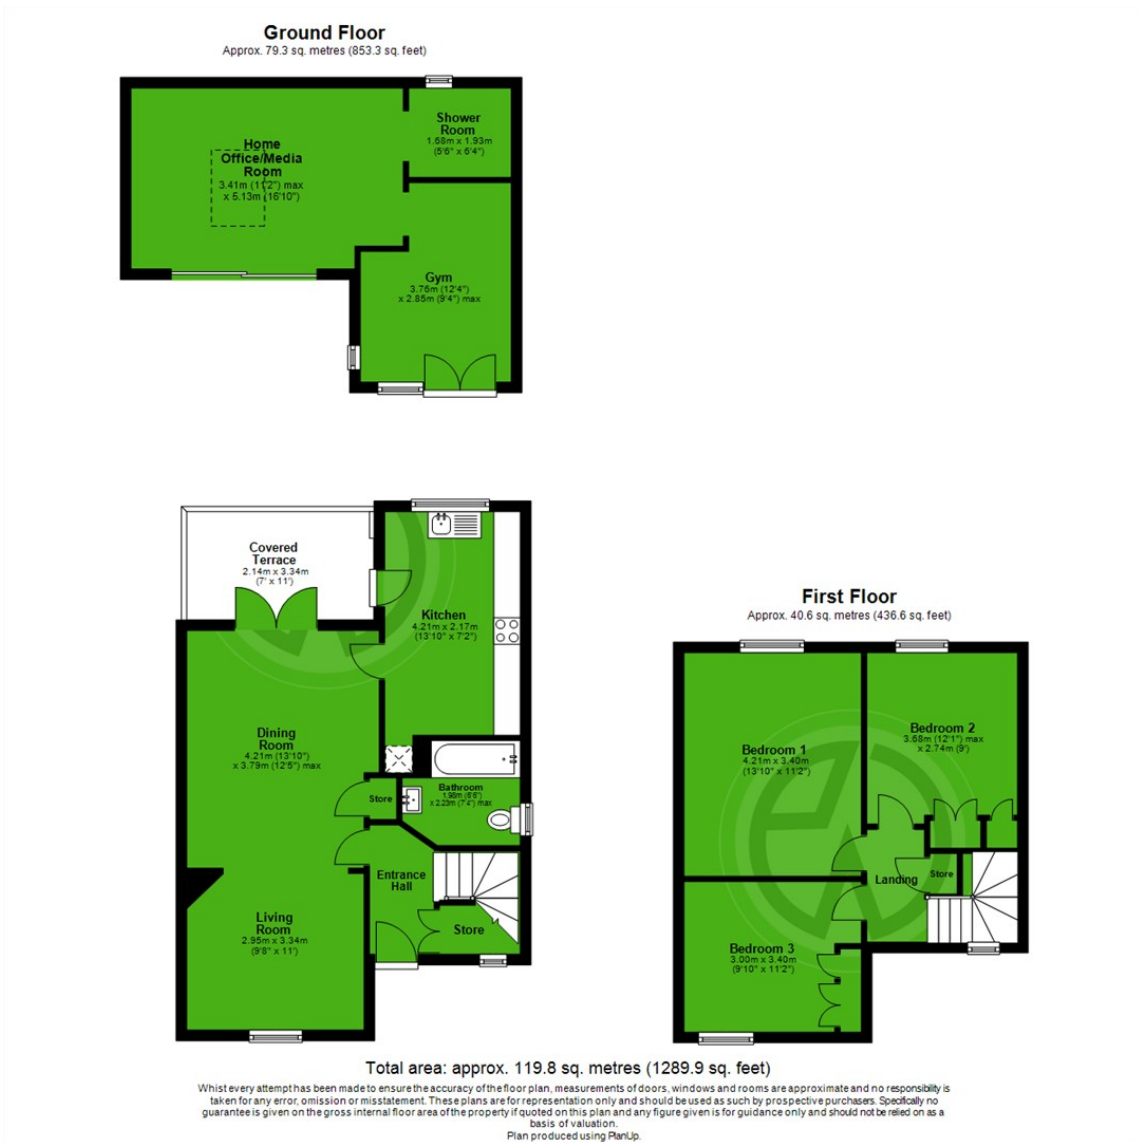 Ground Floor
Approx. 79.3 sq. metres (853.3 sq. feet)
Shower
Room
1.68m x 1.93m
(5'6" x 6'4")
Home
Office/Media
Room
3.41m (11'2") max
x 5.13m (16'10")
Gym
3.76m (12'4")
x 2.85m (9'4") max
Covered
Terrace
2.14m x 3.34m
(7' x 11')
Kitchen
4.21m x 2.17m
(13'10" x 7'2")
Dining
Room
4.21m (13'10")
x 3.79m (12'5") max
Store
Bathroom
1.98m (6'6")
x 2.23m (7'4") max
Entrance
Hall
Store
Living
Room
2.95m x 3.34m
(9'8" x 11')
First Floor
Approx. 40.6 sq. metres (436.6 sq. feet)
Bedroom 1
4.21m x 3.40m
(13'10" x 11'2")
Bedroom 2
3.68m (12'1") max
x 2.74m (9')
Landing
Store
Bedroom 3
3.00m x 3.40m
(9'10" x 11'2")
Total area: approx. 119.8 sq. metres (1289.9 sq. feet)
Whist every attempt has been made to ensure the accuracy of the floor plan, measurements of doors, windows and rooms are approximate and no responsibility is
taken for any error, omission or misstatement. These plans are for representation only and should be used as such by prospective purchasers. Specifically no
guarantee is given on the gross internal floor area of the property if quoted on this plan and any figure given is for guidance only and should not be relied on as a
basis of valuation.
Plan produced using PlanUp.